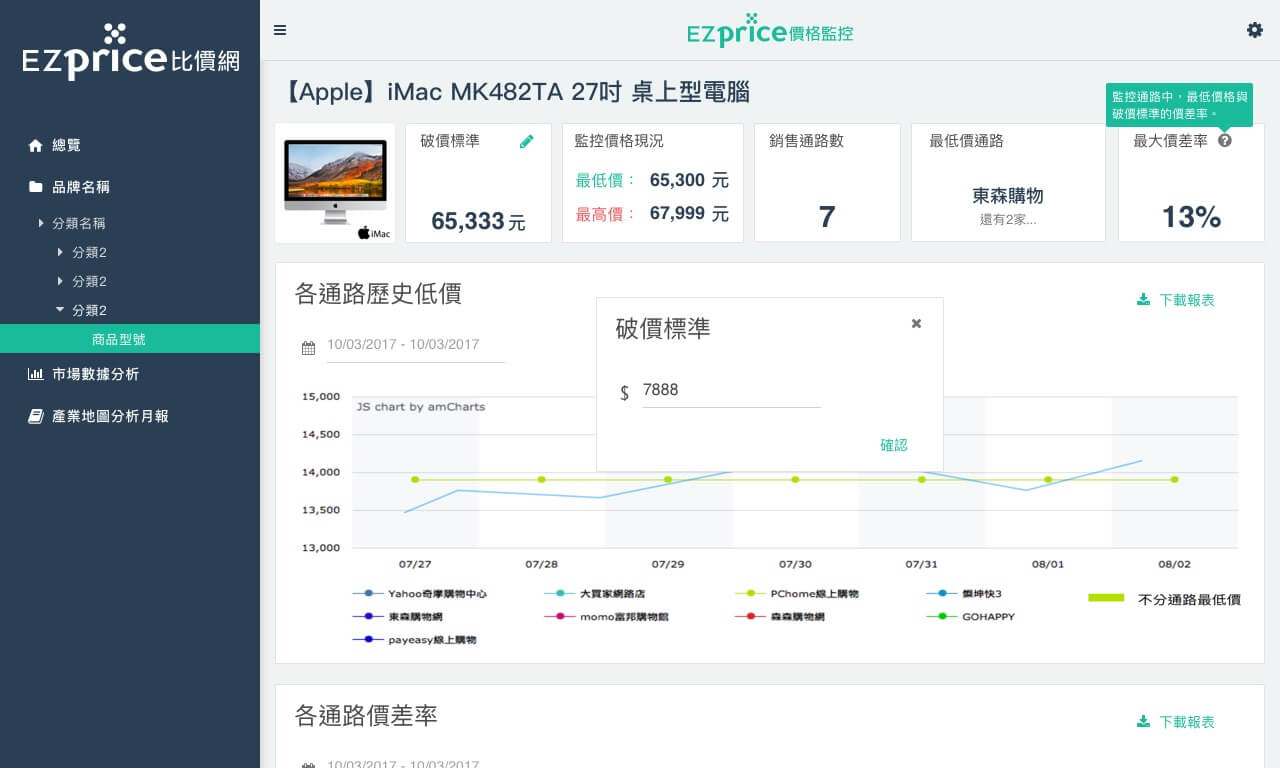 EZprice比價網
EZprice價格監控
總覽
品牌名稱
分類名稱
分類2
分類2
分類2
商品型號
市場數據分析
產業地圖分析月報
【Apple】iMac MK482TA 27吋 桌上型電腦
監控通路中，最低價格與
破價標準的價差率。
iMac
破價標準
65,333 元
監控價格現況
最低價： 65,300 元
最高價： 67,999 元
銷售通路數
7
最低價通路
東森購物
還有2家...
最大價差率
13%
各通路歷史低價
下載報表
10/03/2017 - 10/03/2017
破價標準
$ 7888
確認
JS chart by amCharts
15,000
14,500
14,000
13,500
13,000
07/27 07/28 07/29 07/30 07/31 08/01 08/02
Yahoo奇摩購物中心 大買家網路店 PChome線上購物 燦坤快3 不分通路最低價
東森購物網 momo富邦購物館 森森購物網 GOHAPPY
payeasy線上購物
各通路價差率
下載報表
10/03/2017 - 10/03/2017